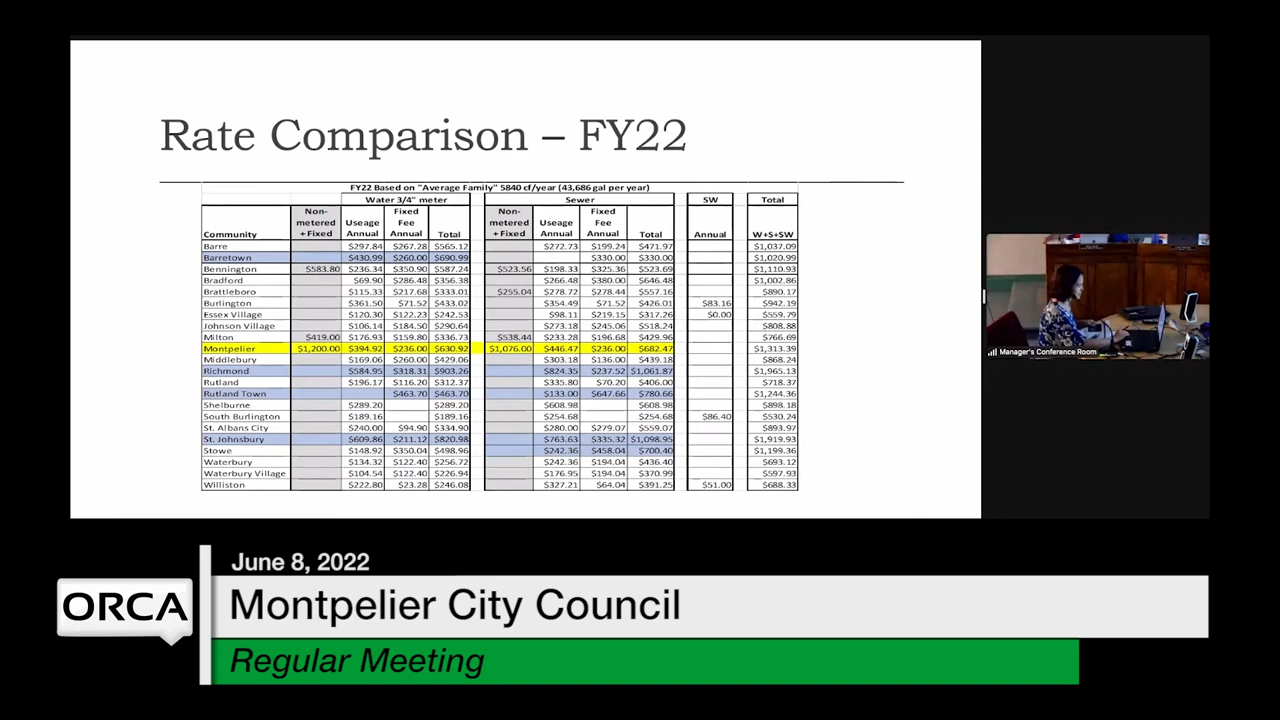 Rate Comparison – FY22
FY22 Based on "Average Family" 5840 cf/year (43,686 gal per year)
Water 3/4" meter Sewer SW Total
Community Non-metered + Fixed Useage Annual Fixed Fee Annual Total Non-metered + Fixed Useage Annual Fixed Fee Annual Total Annual W+S+SW
Barre $297.84 $267.28 $565.12 $272.73 $199.24 $471.97 $1,037.09
Barretown $430.99 $260.00 $690.99 $330.00 $330.00 $1,020.99
Bennington $583.80 $236.34 $350.90 $587.24 $523.56 $198.33 $325.36 $523.69 $1,110.93
Bradford $69.90 $286.48 $356.38 $266.48 $380.00 $646.48 $1,002.86
Brattleboro $115.33 $217.68 $333.01 $255.04 $278.72 $278.44 $557.16 $890.17
Burlington $361.50 $71.52 $433.02 $354.49 $71.52 $426.01 $83.16 $942.19
Essex Village $120.30 $122.23 $242.53 $98.11 $219.15 $317.26 $0.00 $559.79
Johnson Village $106.14 $184.50 $290.64 $273.18 $245.06 $518.24 $808.88
Milton $419.00 $176.93 $159.80 $336.73 $538.44 $233.28 $196.68 $429.96 $766.69
Montpelier $1,200.00 $394.92 $236.00 $630.92 $1,076.00 $446.47 $236.00 $682.47 $1,313.39
Middlebury $169.06 $260.00 $429.06 $303.18 $136.00 $439.18 $868.24
Richmond $584.95 $318.31 $903.26 $824.35 $237.52 $1,061.87 $1,965.13
Rutland $196.17 $116.20 $312.37 $335.80 $70.20 $406.00 $718.37
Rutland Town $463.70 $463.70 $133.00 $647.66 $780.66 $1,244.36
Shelburne $289.20 $289.20 $608.98 $608.98 $898.18
South Burlington $189.16 $189.16 $254.68 $254.68 $86.40 $530.24
St. Albans City $240.00 $94.90 $334.90 $280.00 $279.07 $559.07 $893.97
St. Johnsbury $609.86 $211.12 $820.98 $763.63 $335.32 $1,098.95 $1,919.93
Stowe $148.92 $350.04 $498.96 $242.36 $458.04 $700.40 $1,199.36
Waterbury $134.32 $122.40 $256.72 $242.36 $194.04 $436.40 $693.12
Waterbury Village $104.54 $122.40 $226.94 $176.95 $194.04 $370.99 $597.93
Williston $222.80 $23.28 $246.08 $327.21 $64.04 $391.25 $51.00 $688.33
Manager's Conference Room
June 8, 2022
ORCA
Montpelier City Council
Regular Meeting